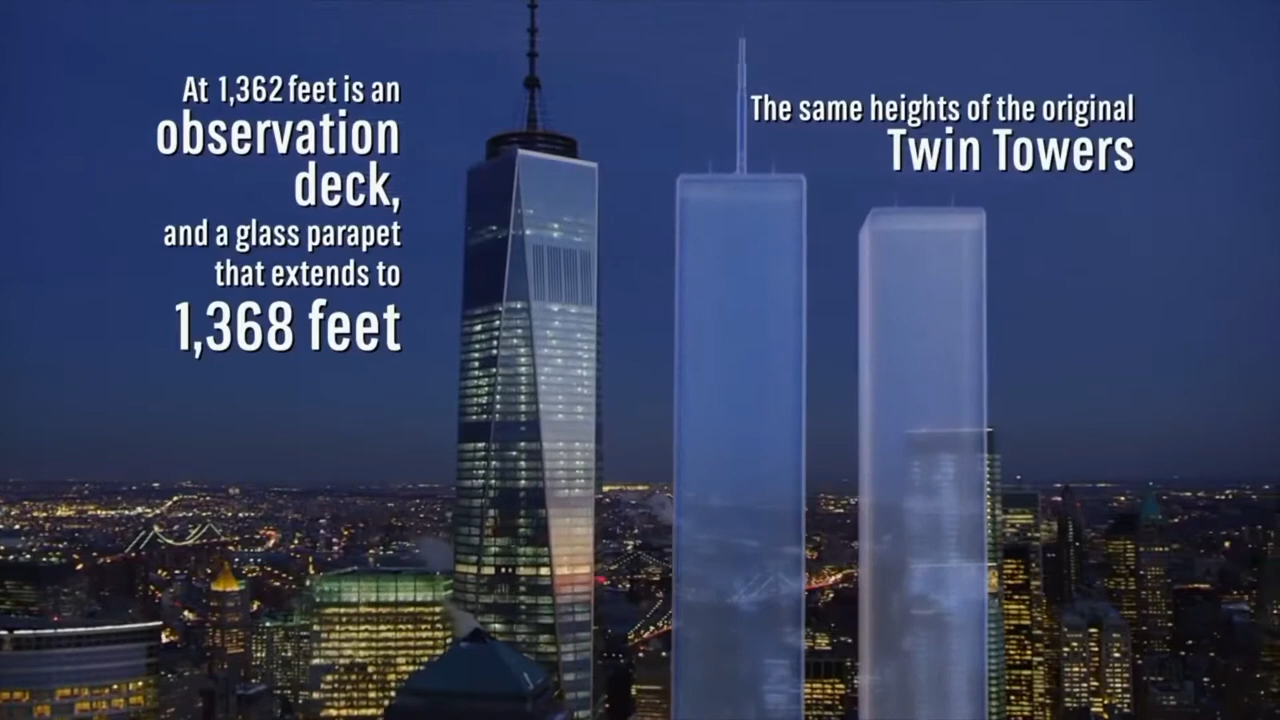 At 1,362 feet is an
observation
deck,
and a glass parapet
that extends to
1,368 feet
The same heights of the original
Twin Towers